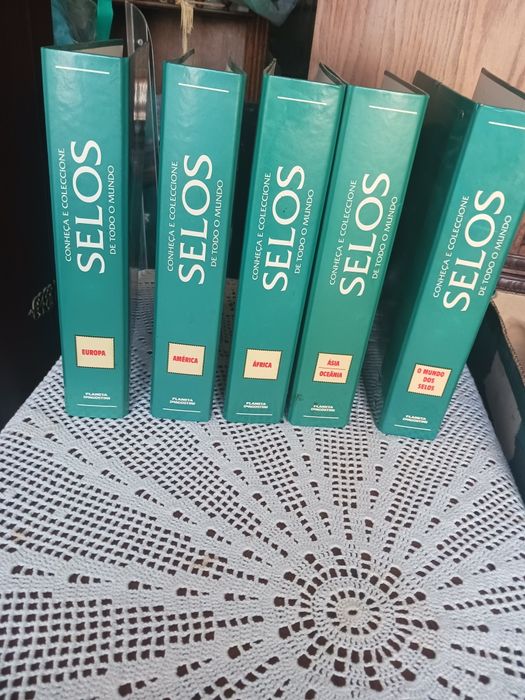 CONHEÇA E COLECCIONE
SELOS
DE TODO O MUNDO
EUROPA
PLANETA
DeAGOSTINI
CONHEÇA E COLECCIONE
SELOS
DE TODO O MUNDO
AMÉRICA
PLANETA
DeAGOSTINI
CONHEÇA E COLECCIONE
SELOS
DE TODO O MUNDO
ÁFRICA
PLANETA
DeAGOSTINI
CONHEÇA E COLECCIONE
SELOS
DE TODO O MUNDO
ÁSIA
OCEÂNIA
PLANETA
DeAGOSTINI
CONHEÇA E COLECCIONE
SELOS
DE TODO O MUNDO
O MUNDO
DOS
SELOS
PLANETA
DeAGOSTINI